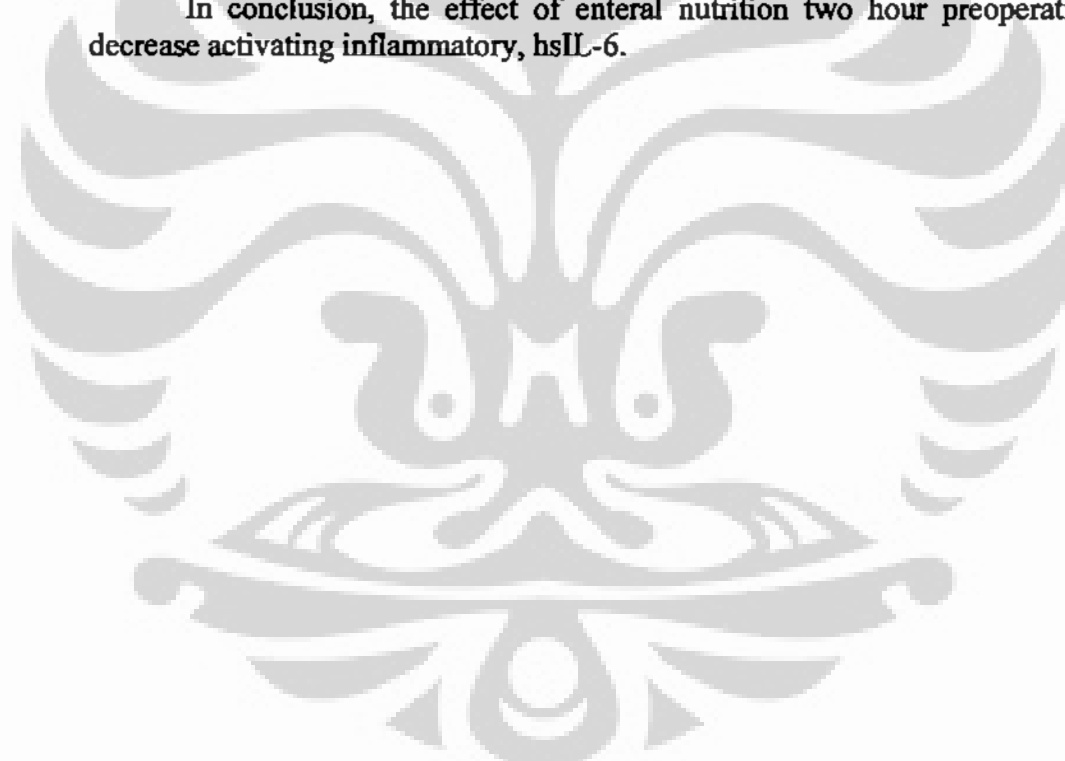 In conclusion, the effect of enteral nutrition two hour preoperat
decrease activating inflammatory, hsIL-6.